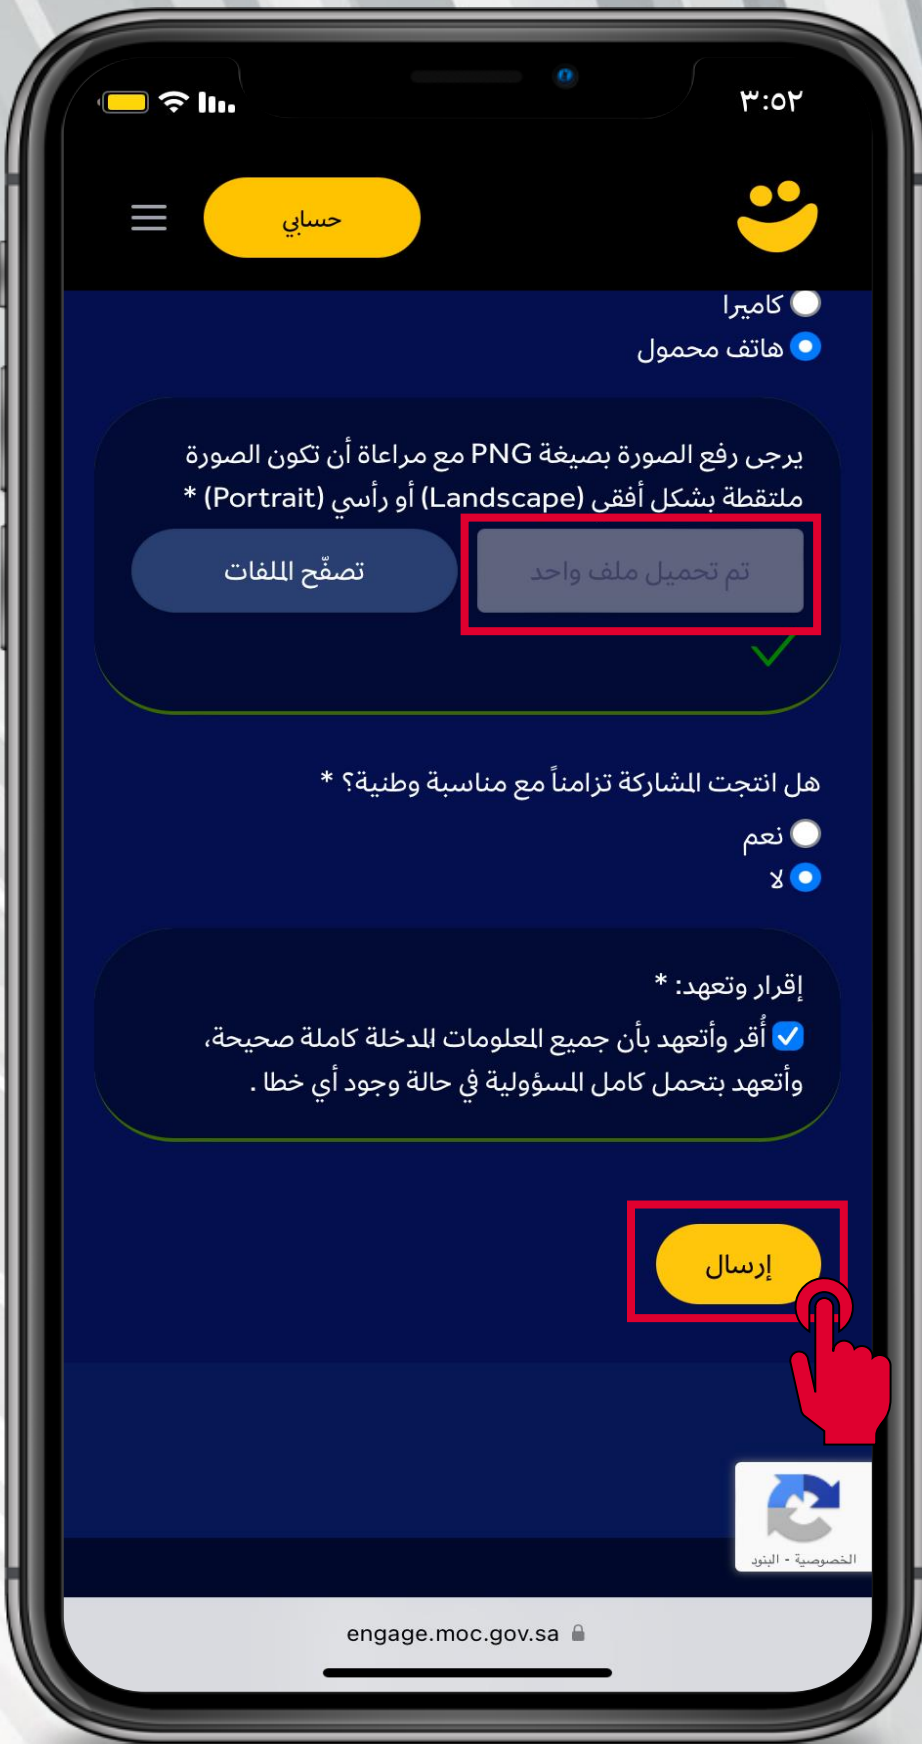 ٣:٥٢
حسابي
كاميرا
هاتف محمول
يرجى رفع الصورة بصيغة PNG مع مراعاة أن تكون الصورة
ملتقطة بشكل أفقي (Landscape) أو رأسي (Portrait) *
تم تحميل ملف واحد
تصفّح الملفات
هل انتجت المشاركة تزامناً مع مناسبة وطنية؟ *
نعم
لا
إقرار وتعهد: *
أُقر وأتعهد بأن جميع المعلومات المدخلة كاملة صحيحة،
وأتعهد بتحمل كامل المسؤولية في حالة وجود أي خطا .
إرسال
الخصوصية - البنود
engage.moc.gov.sa